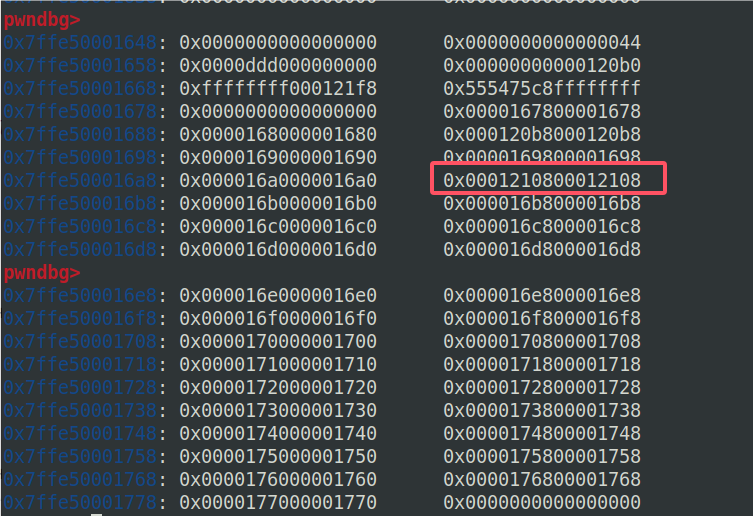 pwndbg>
0x7ffe50001648: 0x0000000000000000 0x0000000000000044
0x7ffe50001658: 0x0000ddd000000000 0x00000000000120b0
0x7ffe50001668: 0xffffffff000121f8 0x555475c8ffffffff
0x7ffe50001678: 0x0000000000000000 0x0000167800001678
0x7ffe50001688: 0x0000168000001680 0x000120b8000120b8
0x7ffe50001698: 0x0000169000001690 0x0000169800001698
0x7ffe500016a8: 0x000016a0000016a0 0x0001210800012108
0x7ffe500016b8: 0x000016b0000016b0 0x000016b8000016b8
0x7ffe500016c8: 0x000016c0000016c0 0x000016c8000016c8
0x7ffe500016d8: 0x000016d0000016d0 0x000016d8000016d8
pwndbg>
0x7ffe500016e8: 0x000016e0000016e0 0x000016e8000016e8
0x7ffe500016f8: 0x000016f0000016f0 0x000016f8000016f8
0x7ffe50001708: 0x0000170000001700 0x0000170800001708
0x7ffe50001718: 0x0000171000001710 0x0000171800001718
0x7ffe50001728: 0x0000172000001720 0x0000172800001728
0x7ffe50001738: 0x0000173000001730 0x0000173800001738
0x7ffe50001748: 0x0000174000001740 0x0000174800001748
0x7ffe50001758: 0x0000175000001750 0x0000175800001758
0x7ffe50001768: 0x0000176000001760 0x0000176800001768
0x7ffe50001778: 0x0000177000001770 0x0000000000000000